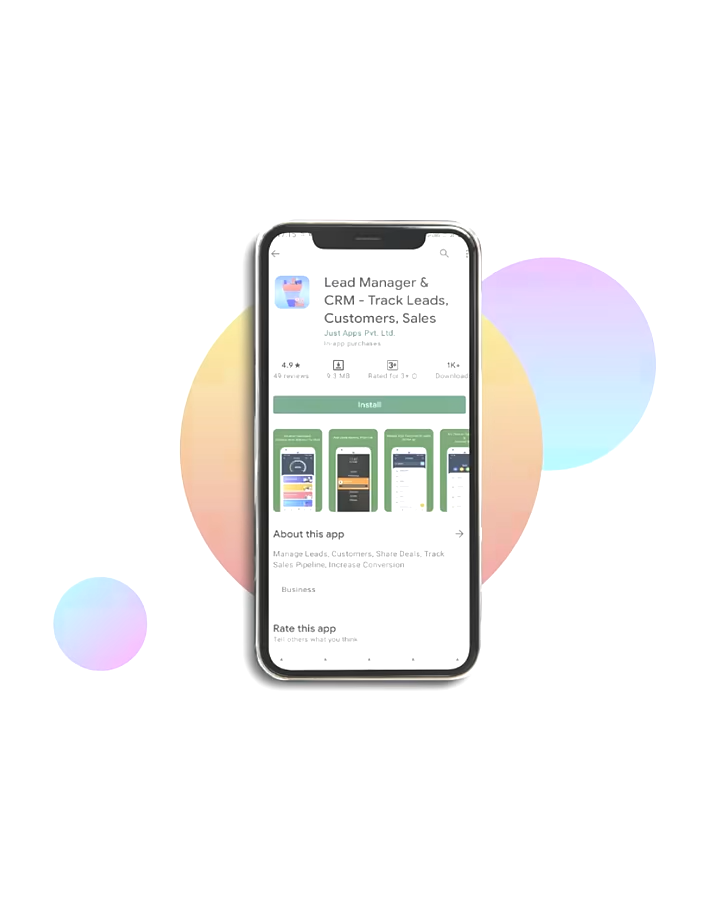 Lead Manager &
CRM - Track Leads,
Customers, Sales
Just Apps Pvt. Ltd.
In-app purchases
4.9★ 3+ 1K+
49 reviews 9.3 MB Rated for 3+ Download
Install
About this app
Manage Leads, Customers, Share Deals, Track
Sales Pipeline, Increase Conversion
Business
Rate this app
Tell others what you think